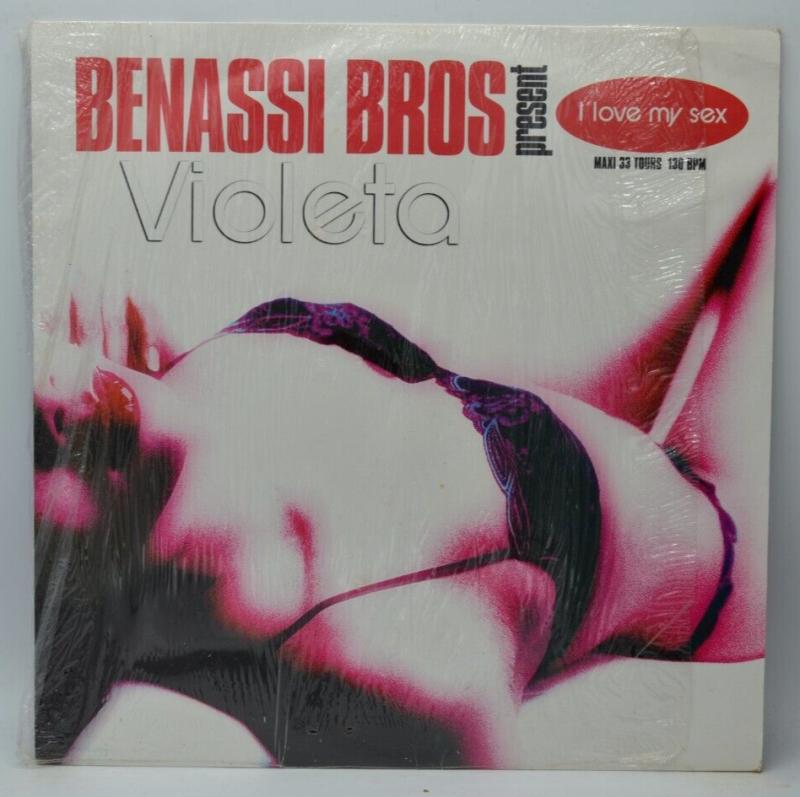 BENASSI BROS
present
Violeta
I love my sex
MAXI 33 TOURS 130 BPM